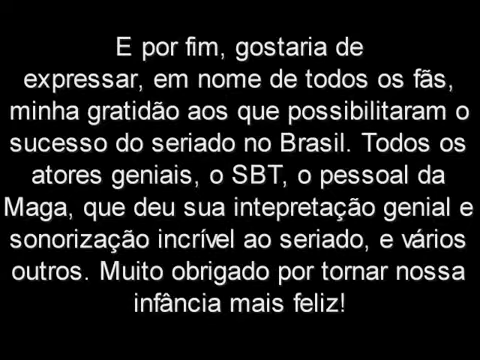 E por fim, gostaria de
expressar, em nome de todos os fãs,
minha gratidão aos que possibilitaram o
sucesso do seriado no Brasil. Todos os
atores geniais, o SBT, o pessoal da
Maga, que deu sua intepretação genial e
sonorização incrível ao seriado, e vários
outros. Muito obrigado por tornar nossa
infância mais feliz!